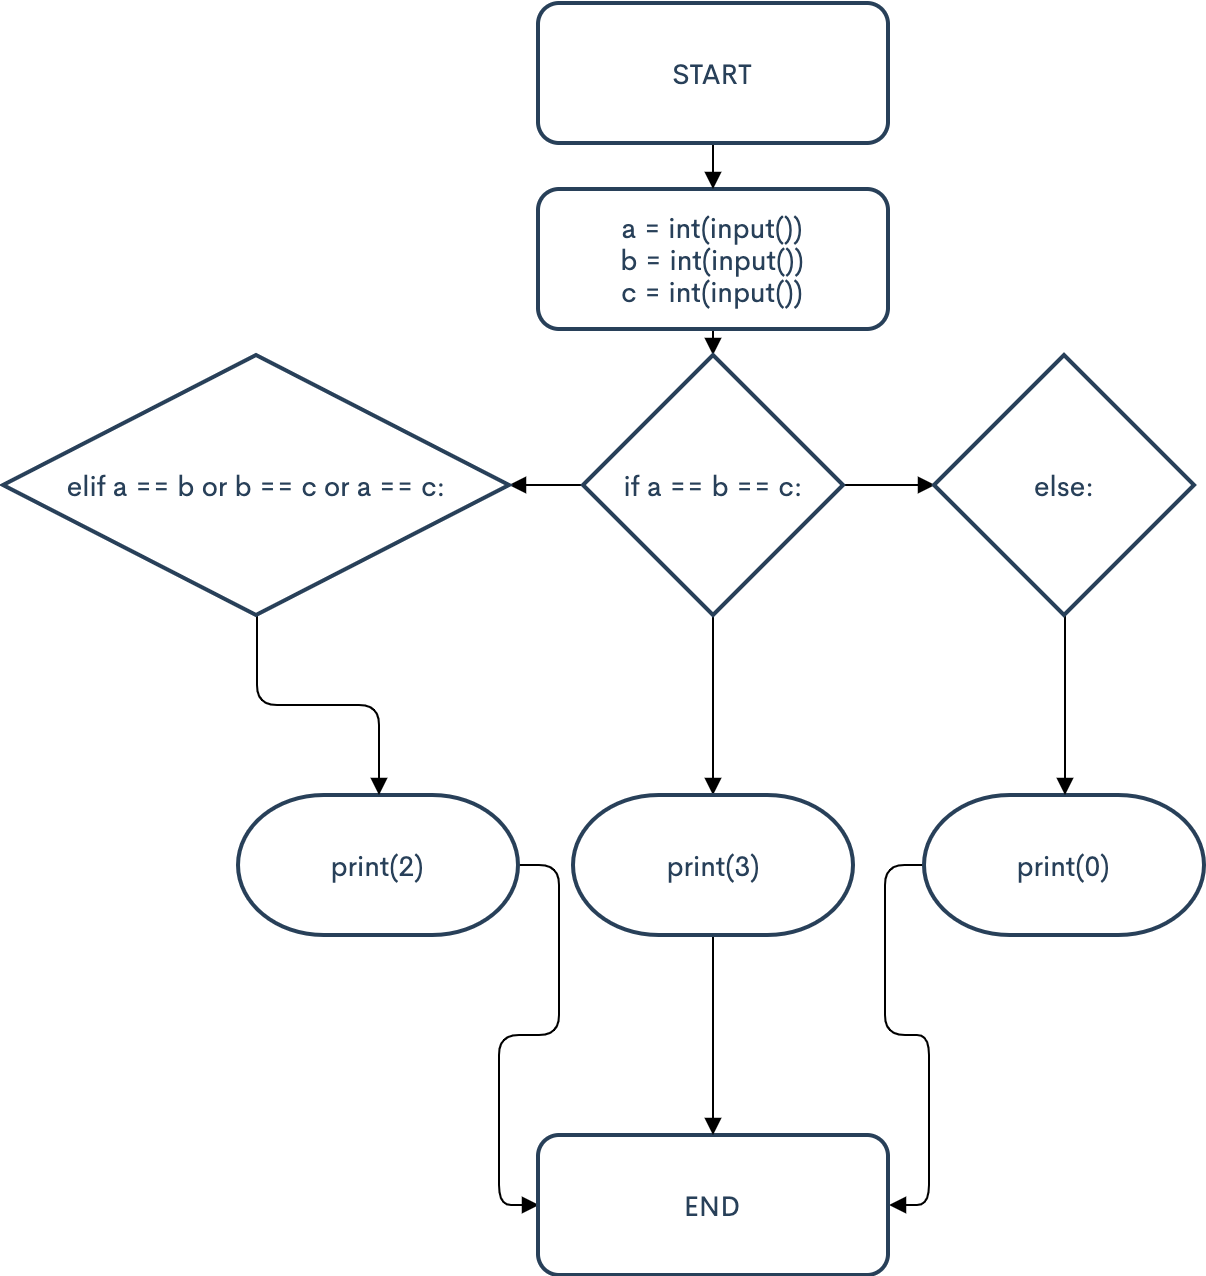 START
a = int(input())
b = int(input())
c = int(input())
elif a == b or b == c or a == c:
if a == b == c:
else:
print(2)
print(3)
print(0)
END